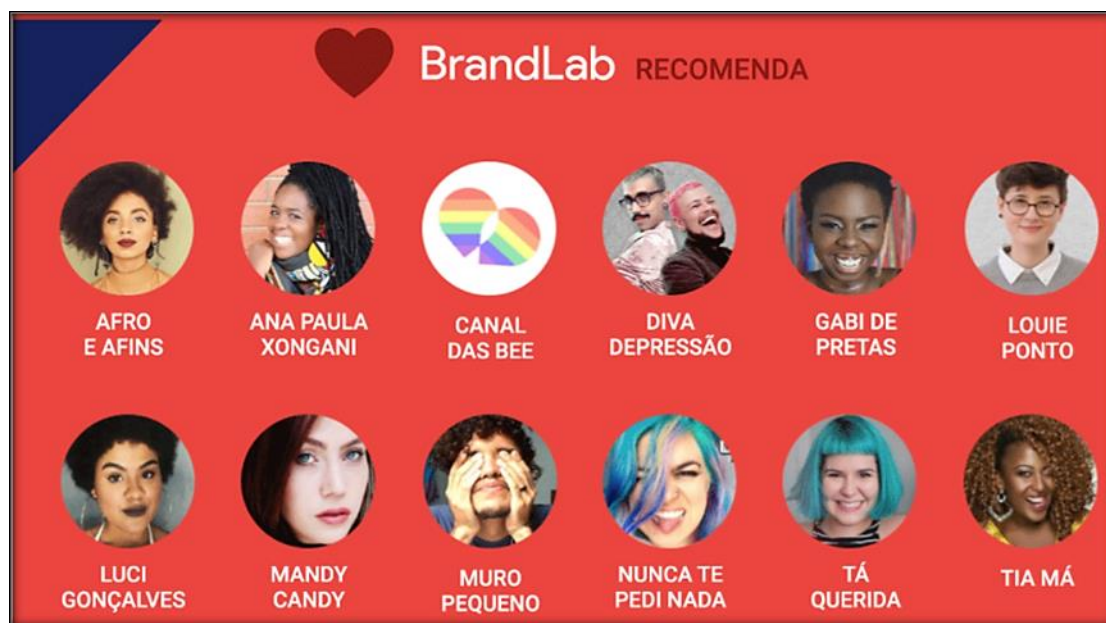 BrandLab RECOMENDA
AFRO
E AFINS
ANA PAULA
XONGANI
CANAL
DAS BEE
DIVA
DEPRESSÃO
GABI DE
PRETAS
LOUIE
PONTO
LUCI
GONÇALVES
MANDY
CANDY
MURO
PEQUENO
NUNCA TE
PEDI NADA
TÁ
QUERIDA
TIA MÁ